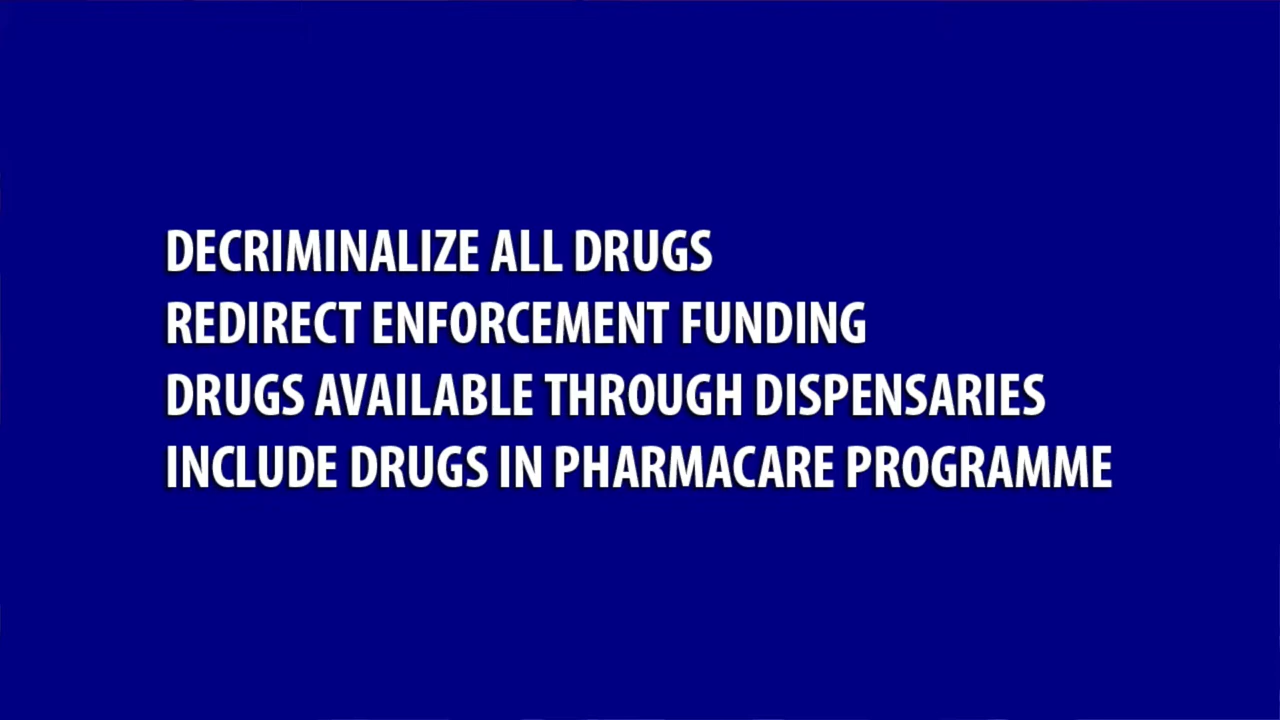 DECRIMINALIZE ALL DRUGS
REDIRECT ENFORCEMENT FUNDING
DRUGS AVAILABLE THROUGH DISPENSARIES
INCLUDE DRUGS IN PHARMACARE PROGRAMME